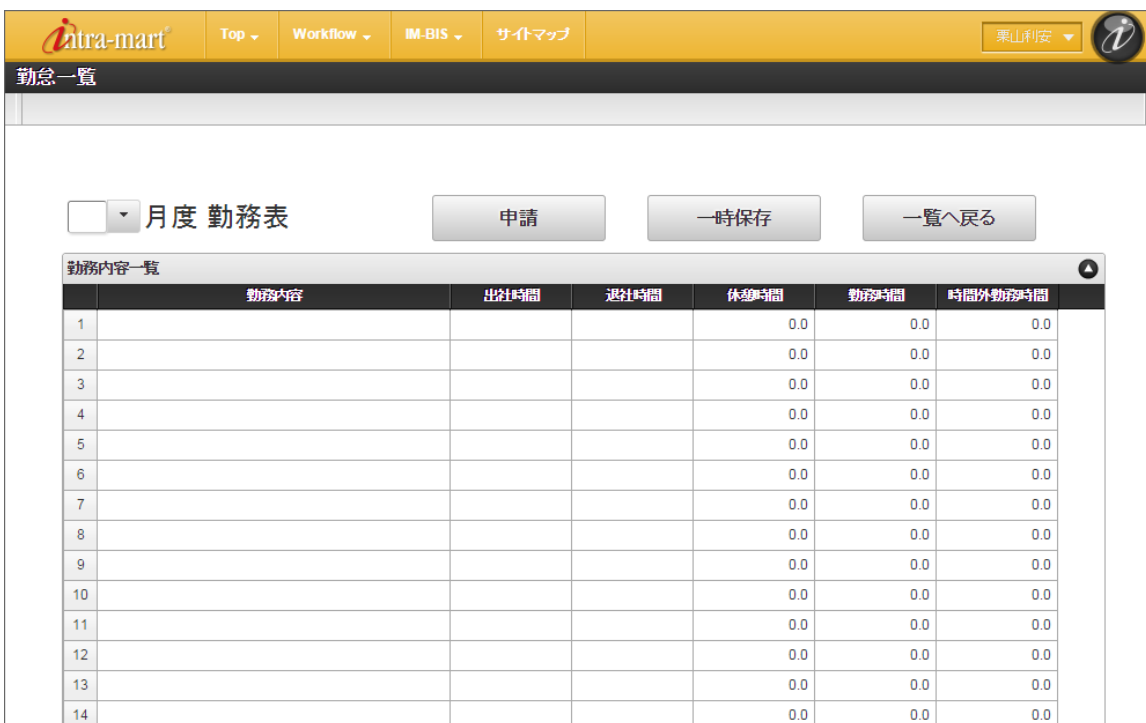 intra-mart® Top Workflow IM-BIS サイトマップ 栗山利安
勤怠一覧
月度 勤務表 申請 一時保存 一覧へ戻る
勤務内容一覧
勤務内容 出社時間 退社時間 休憩時間 勤務時間 時間外勤務時間
1 0.0 0.0 0.0
2 0.0 0.0 0.0
3 0.0 0.0 0.0
4 0.0 0.0 0.0
5 0.0 0.0 0.0
6 0.0 0.0 0.0
7 0.0 0.0 0.0
8 0.0 0.0 0.0
9 0.0 0.0 0.0
10 0.0 0.0 0.0
11 0.0 0.0 0.0
12 0.0 0.0 0.0
13 0.0 0.0 0.0
14 0.0 0.0 0.0